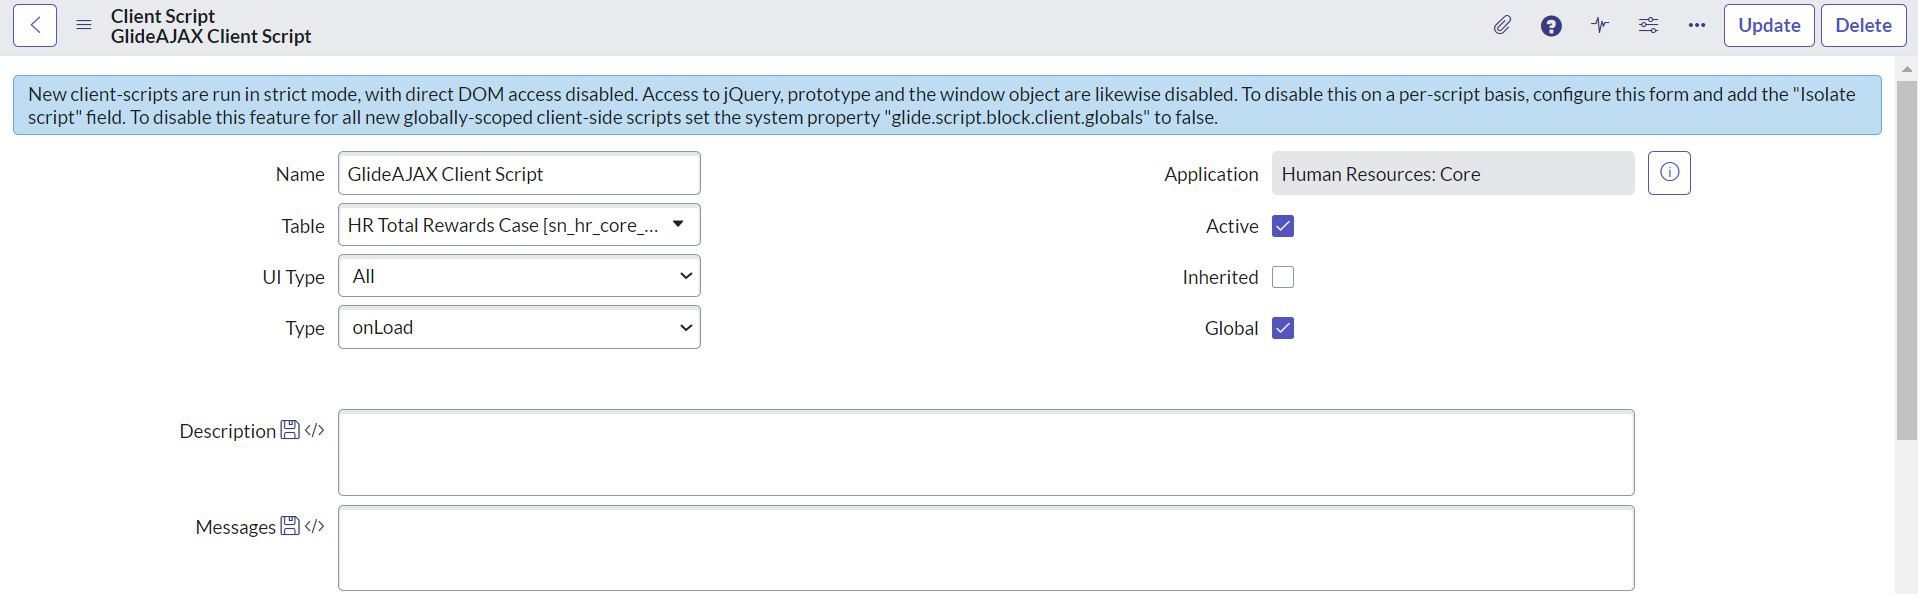 Client Script
GlideAJAX Client Script
Update
Delete
New client-scripts are run in strict mode, with direct DOM access disabled. Access to jQuery, prototype and the window object are likewise disabled. To disable this on a per-script basis, configure this form and add the "Isolate
script" field. To disable this feature for all new globally-scoped client-side scripts set the system property "glide.script.block.client.globals" to false.
Name
GlideAJAX Client Script
Application
Human Resources: Core
Table
HR Total Rewards Case [sn_hr_core_...
Active
UI Type
All
Inherited
Type
onLoad
Global
Description
Messages